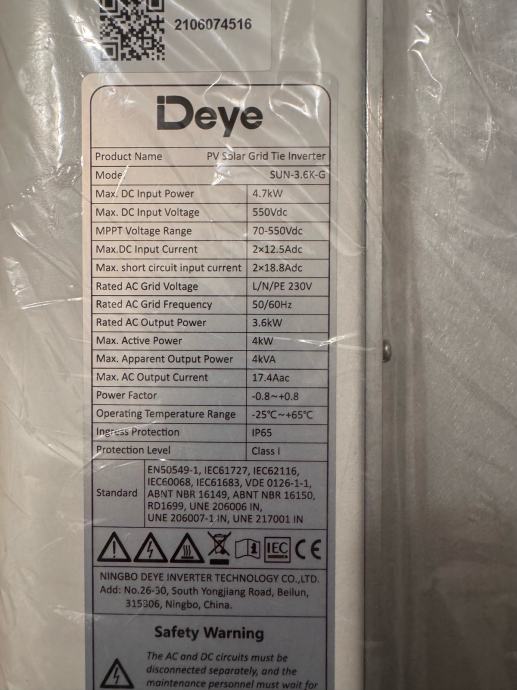 2106074516
Deye
Product Name PV Solar Grid Tie Inverter
Model SUN-3.6K-G
Max. DC Input Power 4.7kW
Max. DC Input Voltage 550Vdc
MPPT Voltage Range 70-550Vdc
Max.DC Input Current 2×12.5Adc
Max. short circuit input current 2×18.8Adc
Rated AC Grid Voltage L/N/PE 230V
Rated AC Grid Frequency 50/60Hz
Rated AC Output Power 3.6kW
Max. Active Power 4kW
Max. Apparent Output Power 4kVA
Max. AC Output Current 17.4Aac
Power Factor -0.8~+0.8
Operating Temperature Range -25℃~+65℃
Ingress Protection IP65
Protection Level Class I
Standard
EN50549-1, IEC61727, IEC62116,
IEC60068, IEC61683, VDE 0126-1-1,
ABNT NBR 16149, ABNT NBR 16150,
RD1699, UNE 206006 IN,
UNE 206007-1 IN, UNE 217001 IN
IEC CE
NINGBO DEYE INVERTER TECHNOLOGY CO.,LTD.
Add: No.26-30, South Yongjiang Road, Beilun,
315806, Ningbo, China.
Safety Warning
The AC and DC circuits must be
disconnected separately, and the
maintenance personnel must wait for